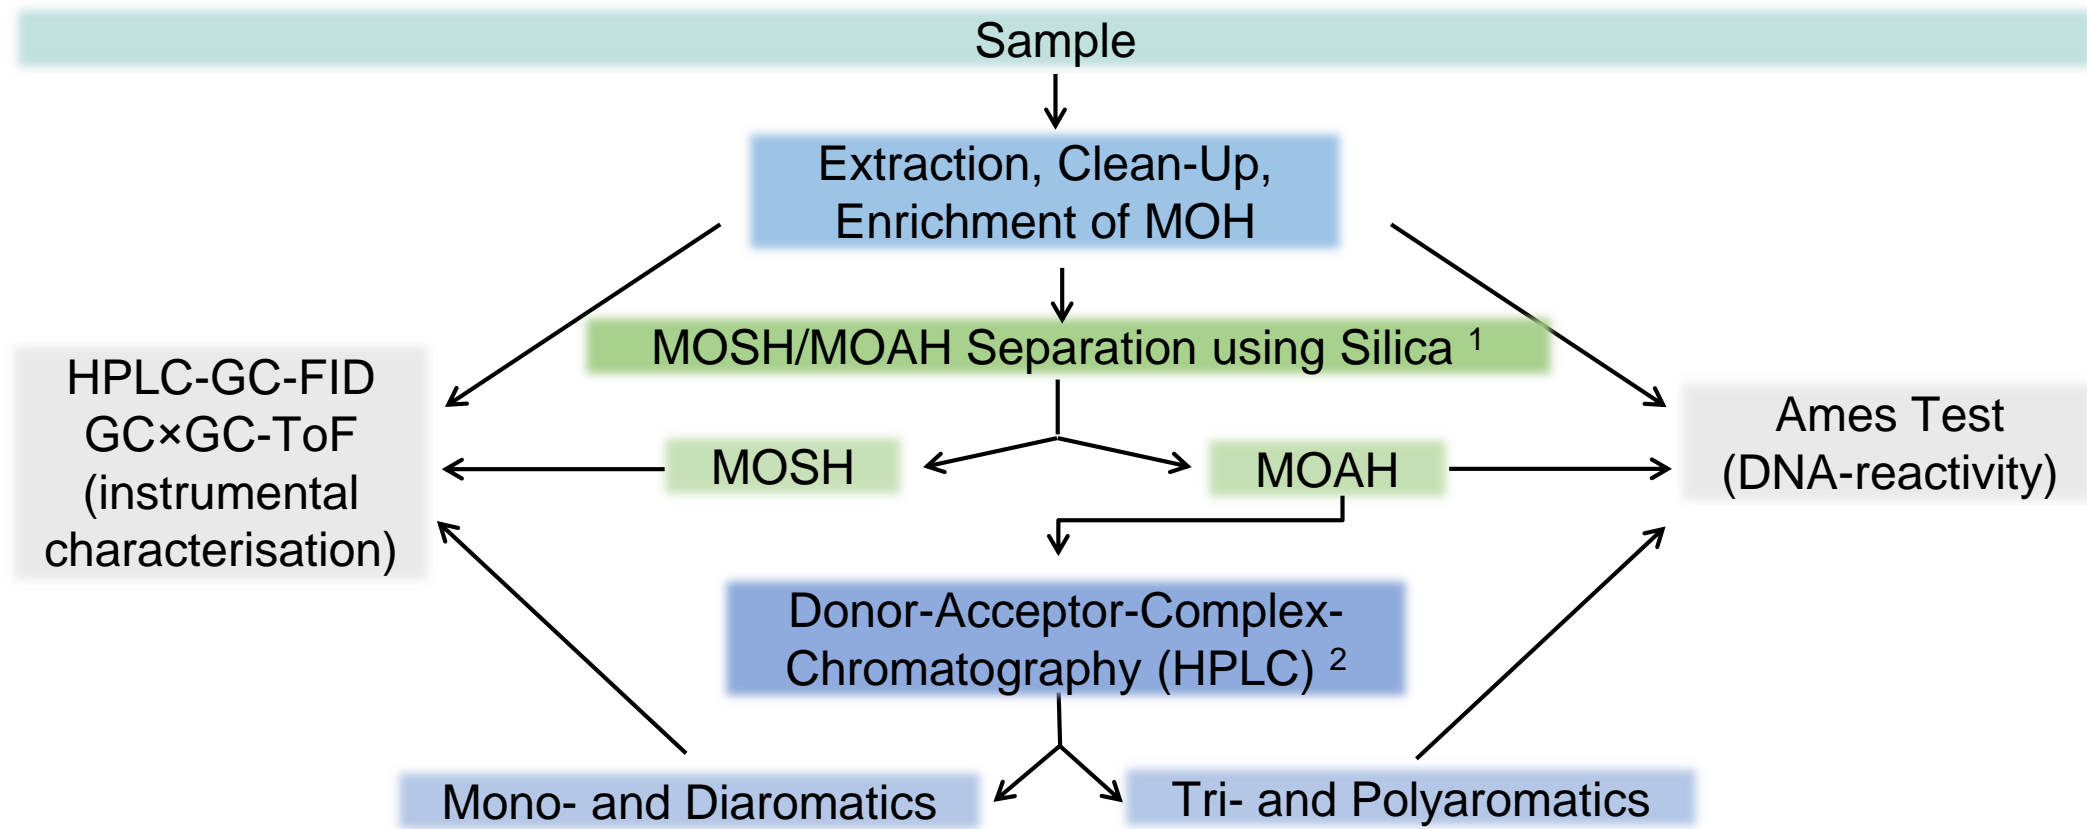 Sample
Extraction, Clean-Up,
Enrichment of MOH
MOSH/MOAH Separation using Silica ¹
HPLC-GC-FID
GC×GC-ToF
(instrumental
characterisation)
MOSH
MOAH
Ames Test
(DNA-reactivity)
Donor-Acceptor-Complex-
Chromatography (HPLC) ²
Mono- and Diaromatics
Tri- and Polyaromatics